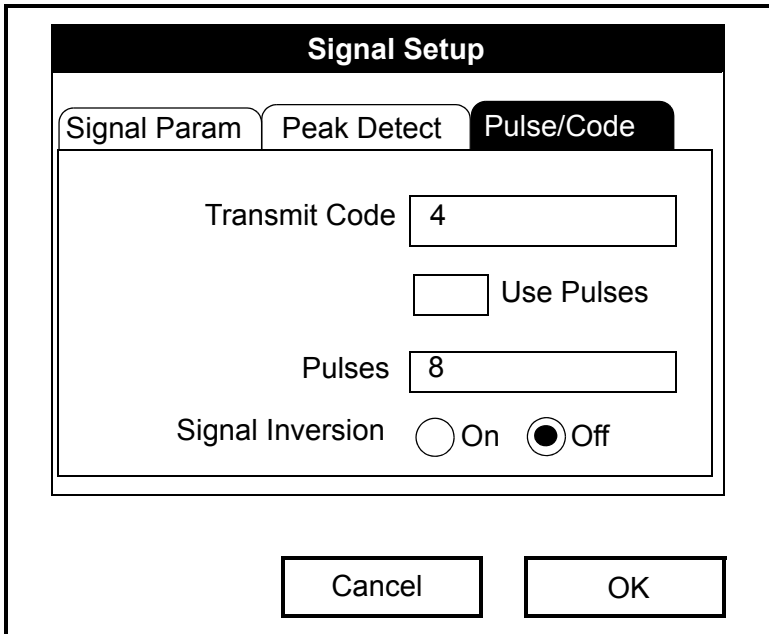 Signal Setup
Signal Param Peak Detect Pulse/Code
Transmit Code 4
Use Pulses
Pulses 8
Signal Inversion On Off
Cancel OK